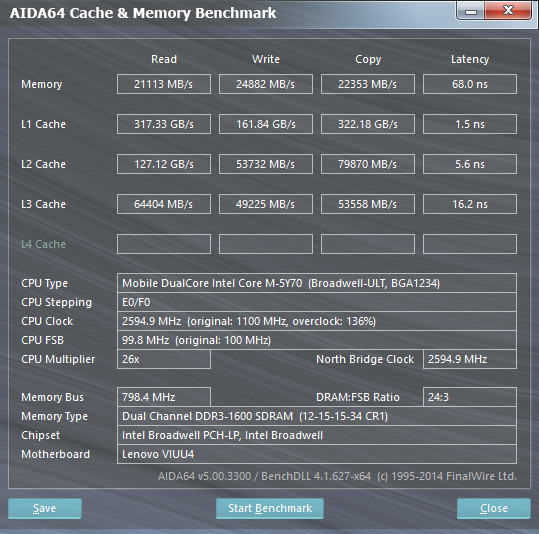 AIDA64 Cache & Memory Benchmark
Read Write Copy Latency
Memory 21113 MB/s 24882 MB/s 22353 MB/s 68.0 ns
L1 Cache 317.33 GB/s 161.84 GB/s 322.18 GB/s 1.5 ns
L2 Cache 127.12 GB/s 53732 MB/s 79870 MB/s 5.6 ns
L3 Cache 64404 MB/s 49225 MB/s 53558 MB/s 16.2 ns
L4 Cache
CPU Type Mobile DualCore Intel Core M-5Y70 (Broadwell-ULT, BGA1234)
CPU Stepping E0/F0
CPU Clock 2594.9 MHz (original: 1100 MHz, overclock: 136%)
CPU FSB 99.8 MHz (original: 100 MHz)
CPU Multiplier 26x North Bridge Clock 2594.9 MHz
Memory Bus 798.4 MHz DRAM:FSB Ratio 24:3
Memory Type Dual Channel DDR3-1600 SDRAM (12-15-15-34 CR1)
Chipset Intel Broadwell PCH-LP, Intel Broadwell
Motherboard Lenovo VIUU4
AIDA64 v5.00.3300 / BenchDLL 4.1.627-x64 (c) 1995-2014 FinalWire Ltd.
Save Start Benchmark Close